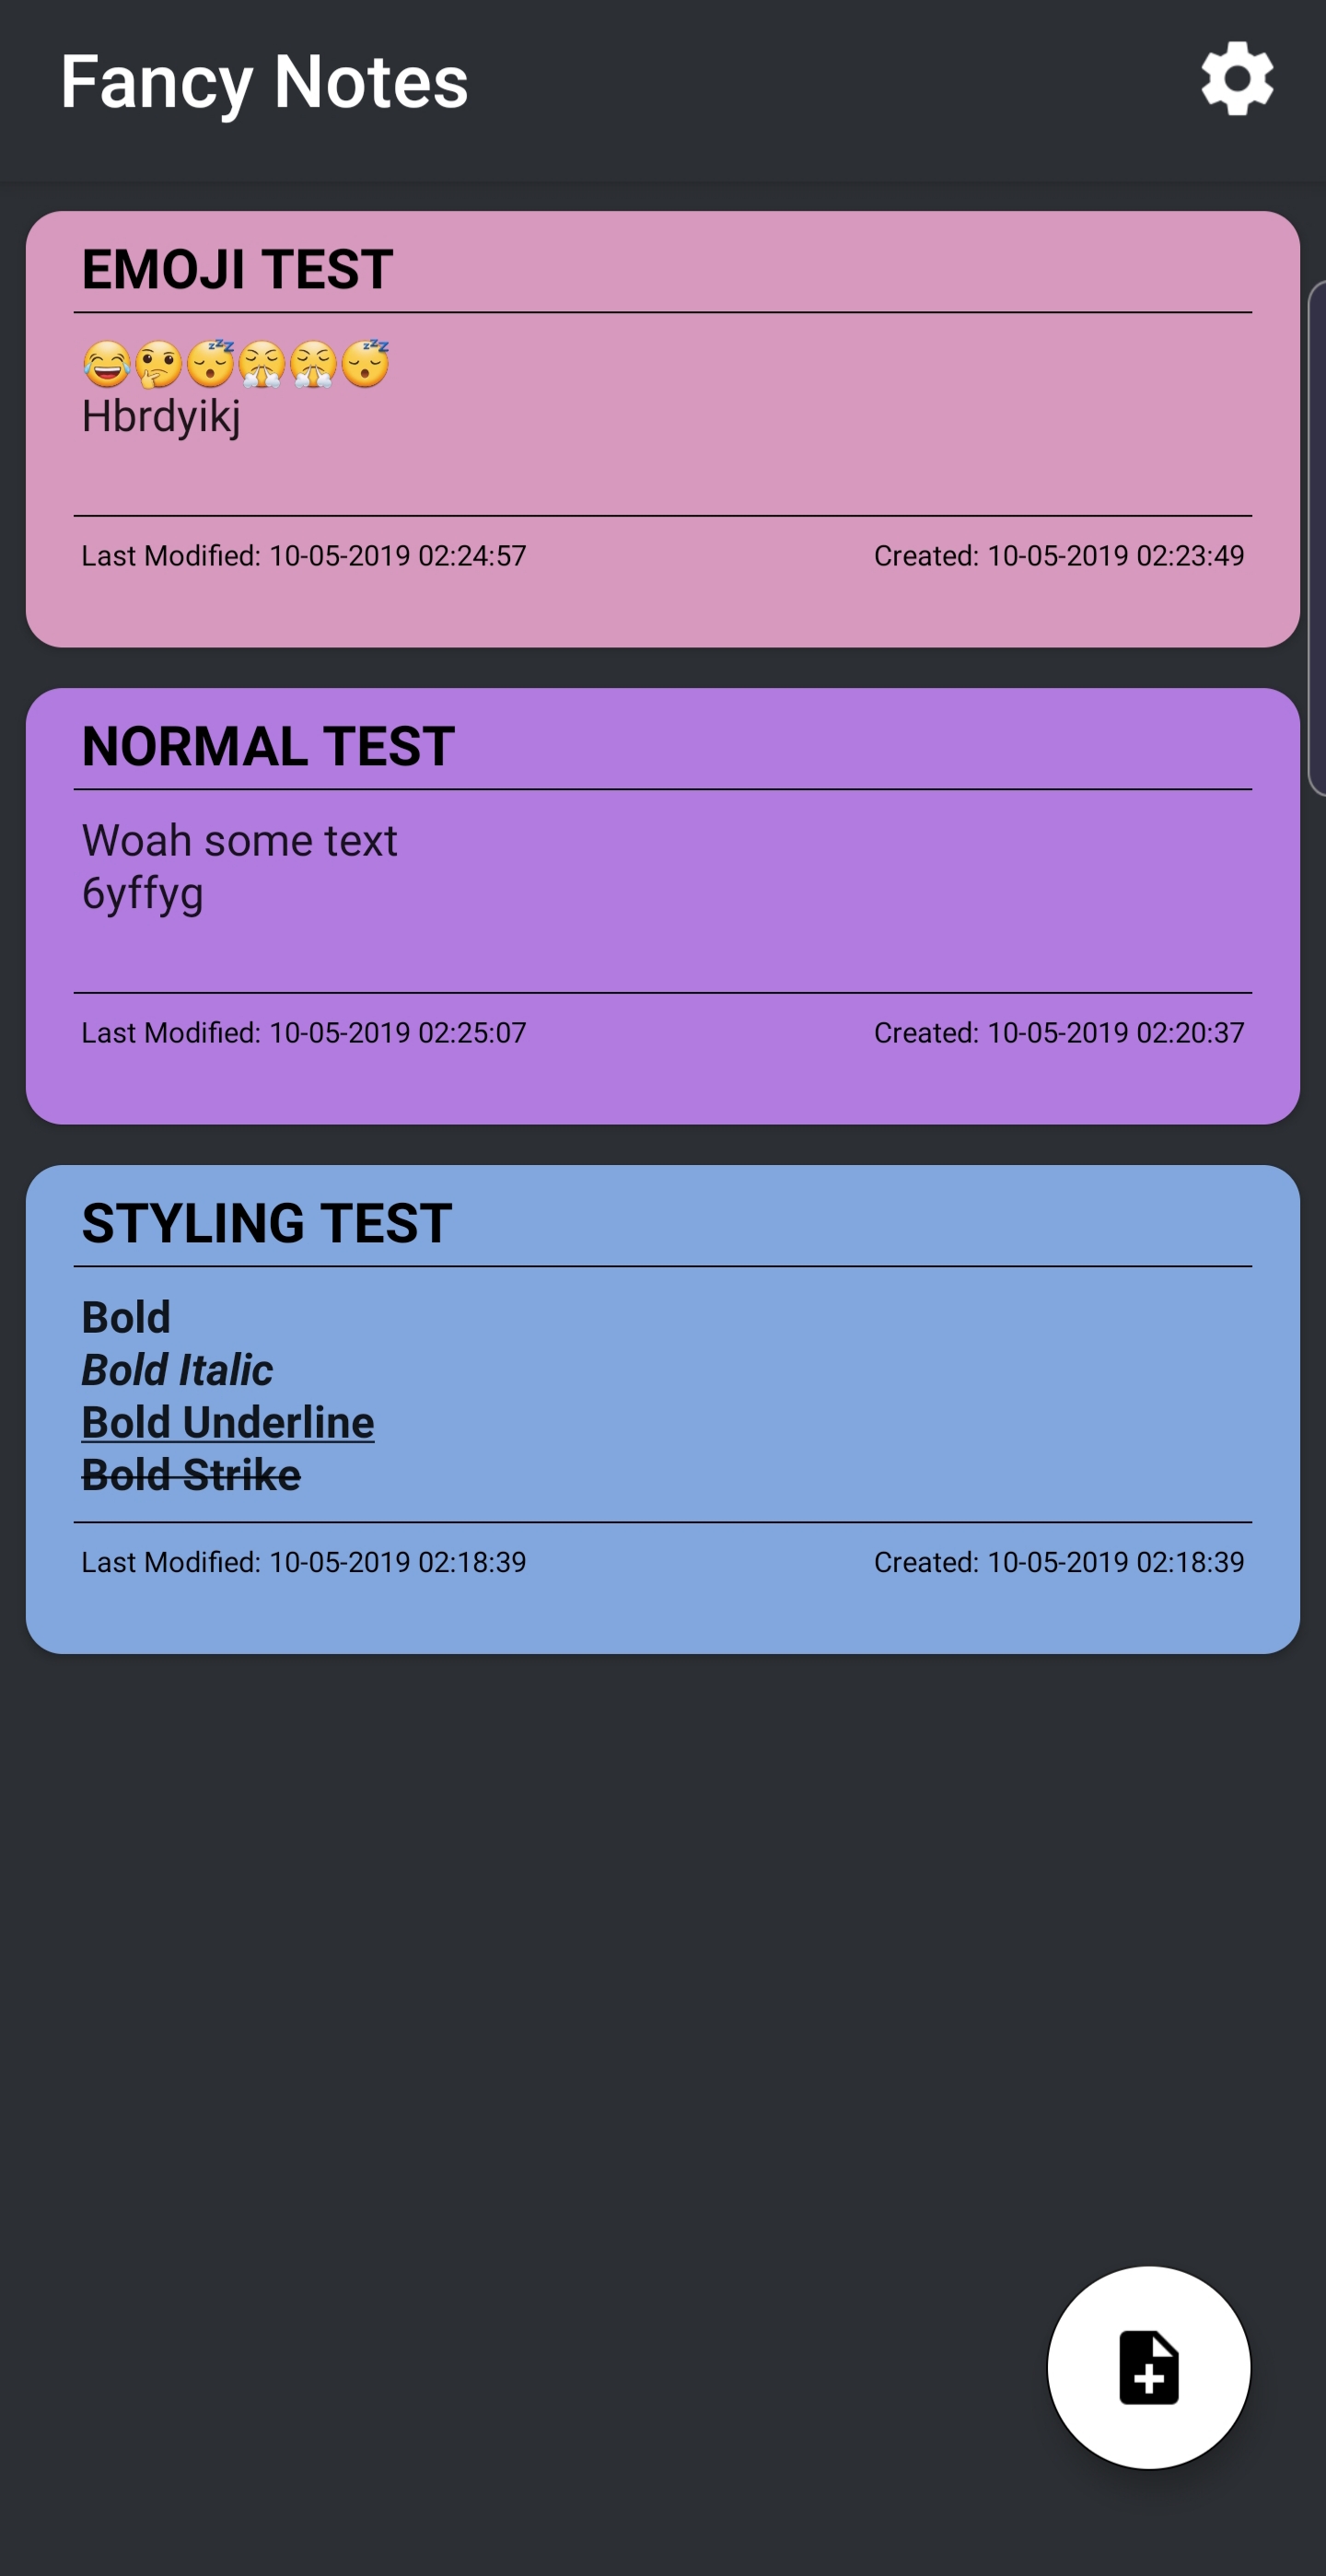 Fancy Notes
EMOJI TEST
😂🤔😴😤😤😴
Hbrdyikj
Last Modified: 10-05-2019 02:24:57 Created: 10-05-2019 02:23:49
NORMAL TEST
Woah some text
6yffyg
Last Modified: 10-05-2019 02:25:07 Created: 10-05-2019 02:20:37
STYLING TEST
Bold
Bold Italic
Bold Underline
Bold Strike
Last Modified: 10-05-2019 02:18:39 Created: 10-05-2019 02:18:39